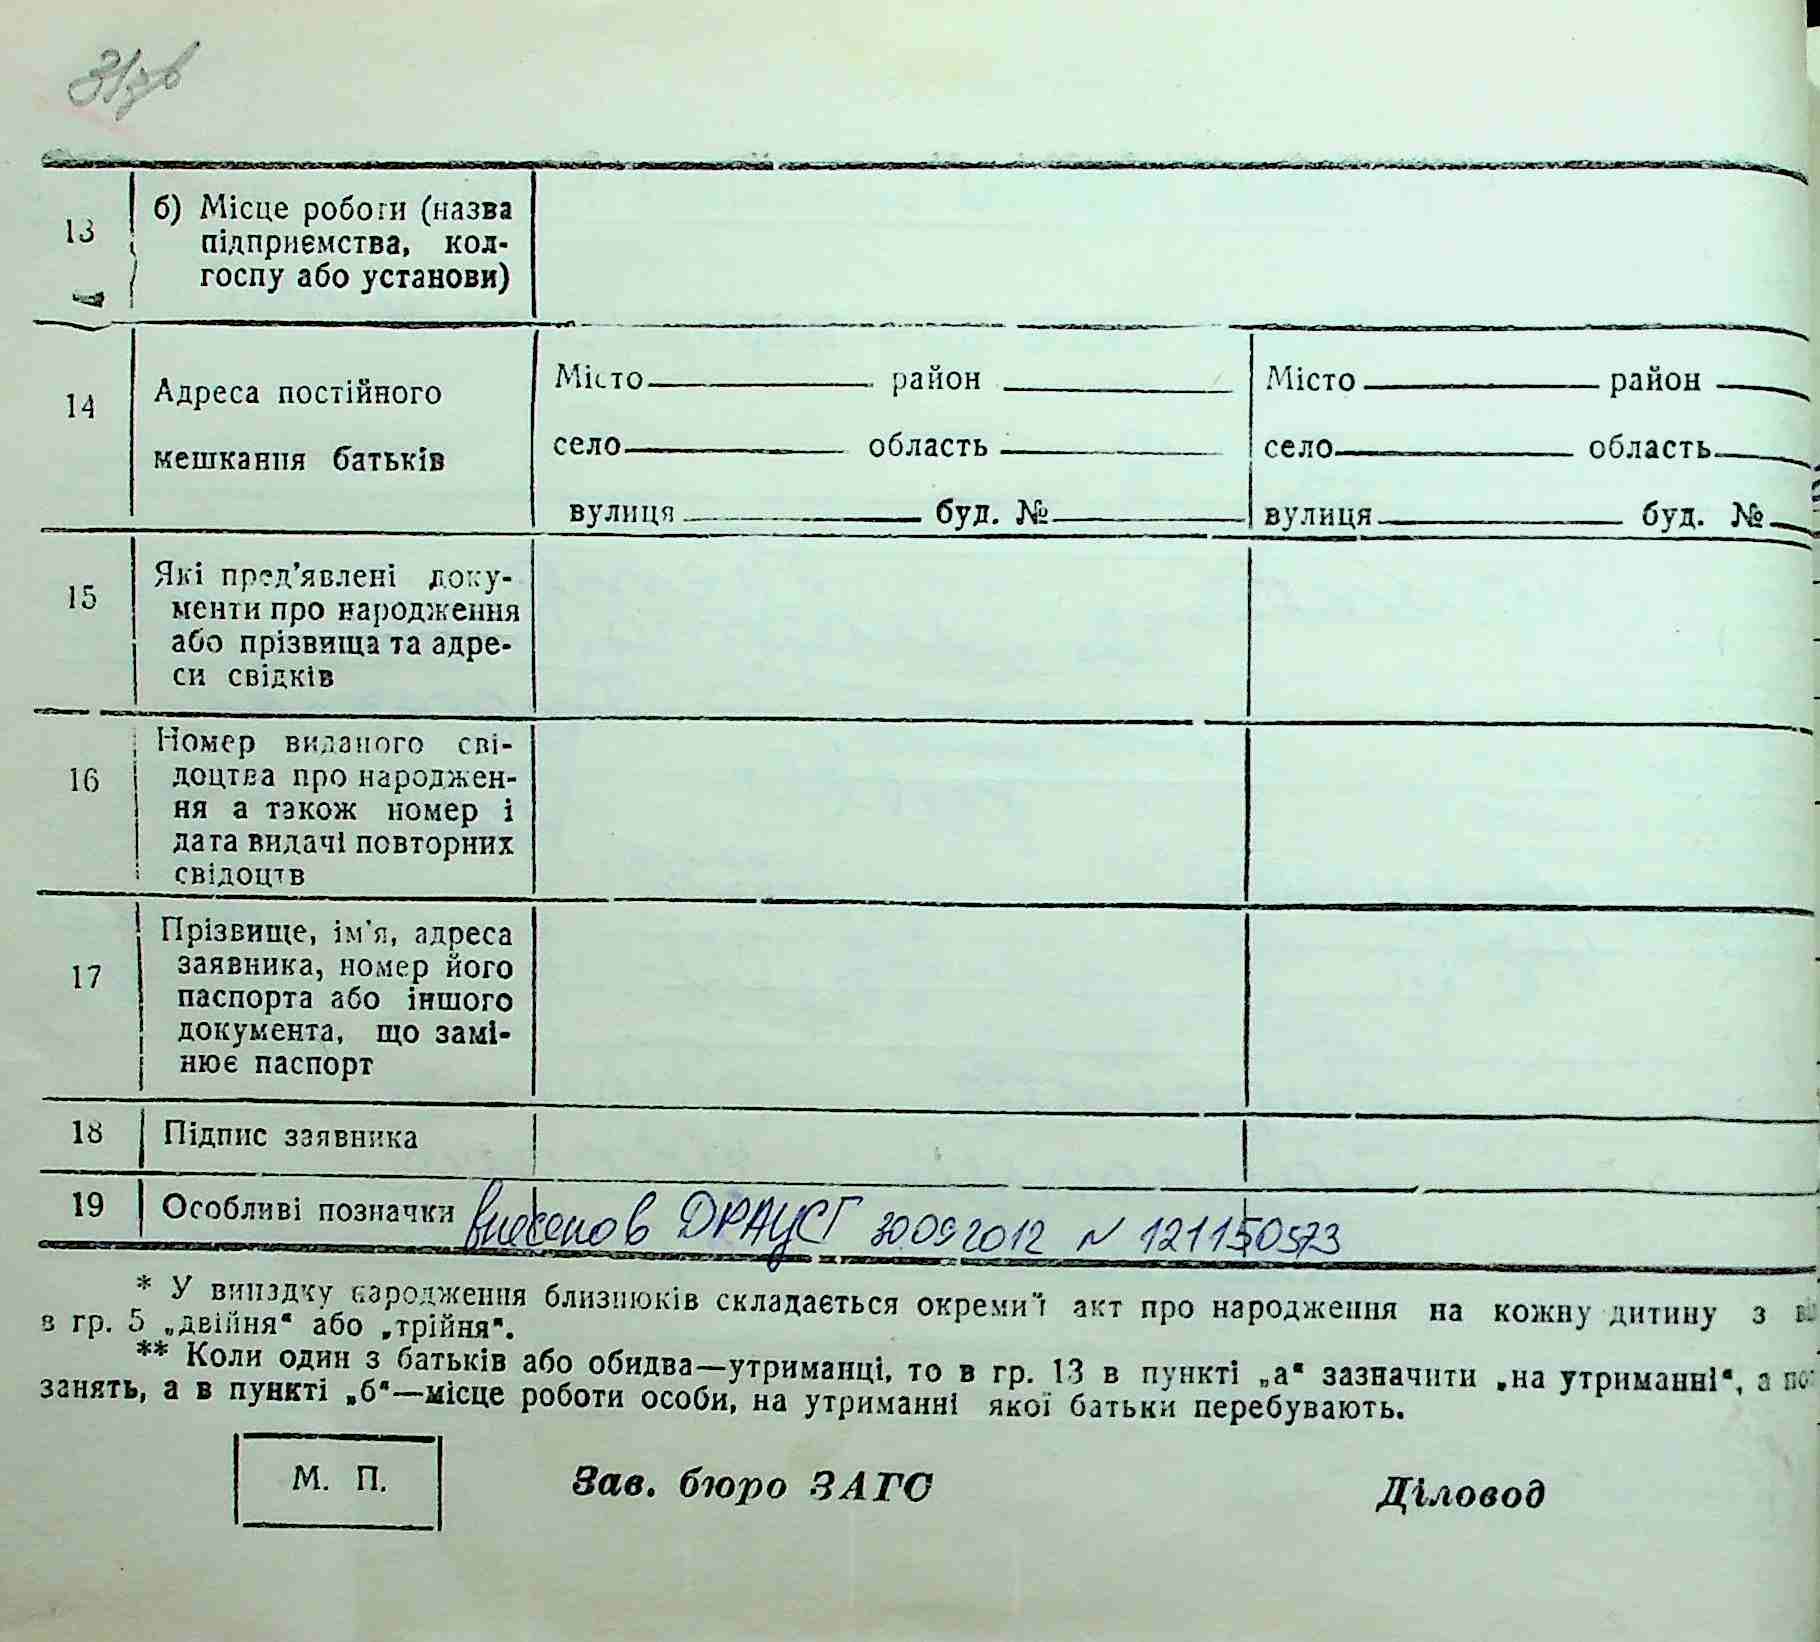 31зв
13
б) Місце роботи (назва
підприємства, кол-
госпу або установи)
14
Адреса постійного
мешкання батьків
Місто район
село область
вулиця буд. №
Місто район
село область
вулиця буд. №
15
Які пред’явлені доку-
менти про народження
або прізвища та адре-
си свідків
16
Номер виданого сві-
доцтва про народжен-
ня а також номер і
дата видачі повторних
свідоцтв
17
Прізвище, ім’я, адреса
заявника, номер його
паспорта або іншого
документа, що замі-
нює паспорт
18 Підпис заявника
19 Особливі позначки внесено в ДРАЦСГ 30.09.2012 N 121150573
* У випадку народження близнюків складається окремий акт про народження на кожну дитину з
в гр. 5 „двійня“ або „трійня“.
** Коли один з батьків або обидва—утриманці, то в гр. 13 в пункті „а“ зазначити „на утриманні“, а
занять, а в пункті „б“—місце роботи особи, на утриманні якої батьки перебувають.
М. П.
Зав. бюро ЗАГС
Діловод